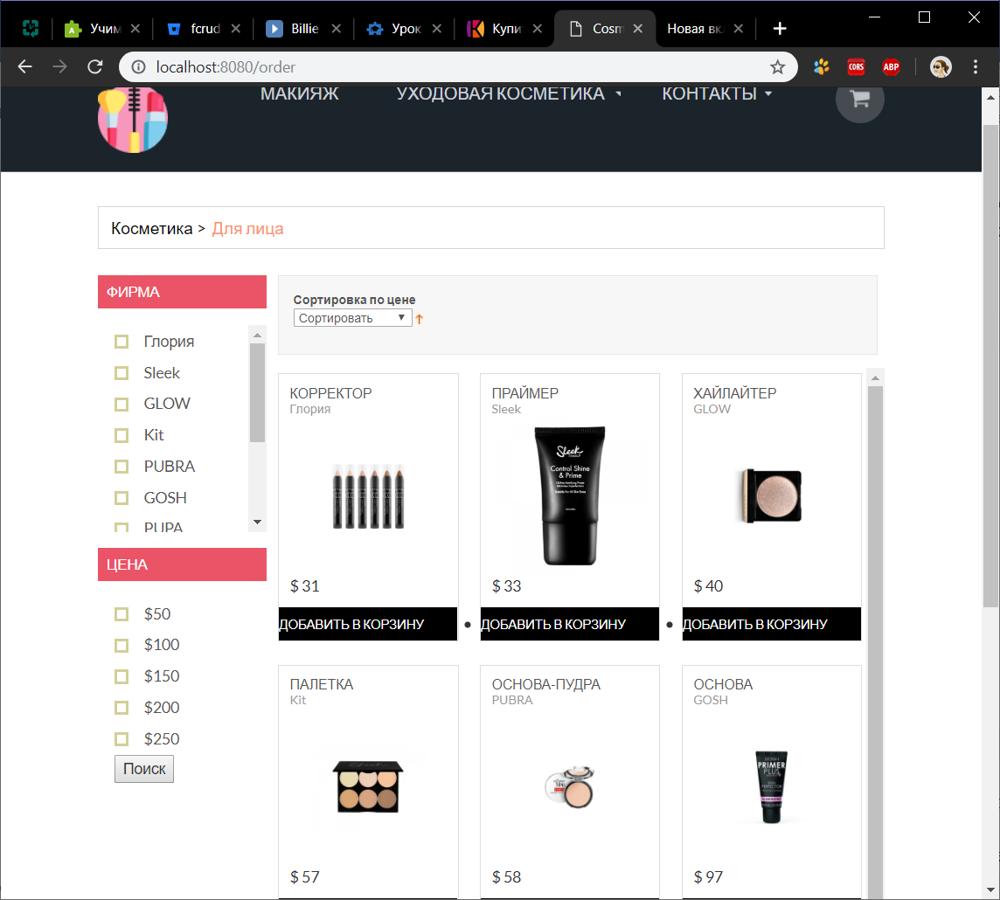 Учим
fcrud
Billie
Урок
Купи
Cosm
Новая вкл
localhost:8080/order
CORS
ABP
МАКИЯЖ
УХОДОВАЯ КОСМЕТИКА
КОНТАКТЫ
Косметика > Для лица
ФИРМА
Глория
Sleek
GLOW
Kit
PUBRA
GOSH
PUPA
ЦЕНА
$50
$100
$150
$200
$250
Поиск
Сортировка по цене
Сортировать
КОРРЕКТОР
Глория
$ 31
ДОБАВИТЬ В КОРЗИНУ
ПРАЙМЕР
Sleek
Sleek
Control Shine
& Prime
$ 33
ДОБАВИТЬ В КОРЗИНУ
ХАЙЛАЙТЕР
GLOW
$ 40
ДОБАВИТЬ В КОРЗИНУ
ПАЛЕТКА
Kit
$ 57
ОСНОВА-ПУДРА
PUBRA
$ 58
ОСНОВА
GOSH
PRIMER
PLUS
$ 97